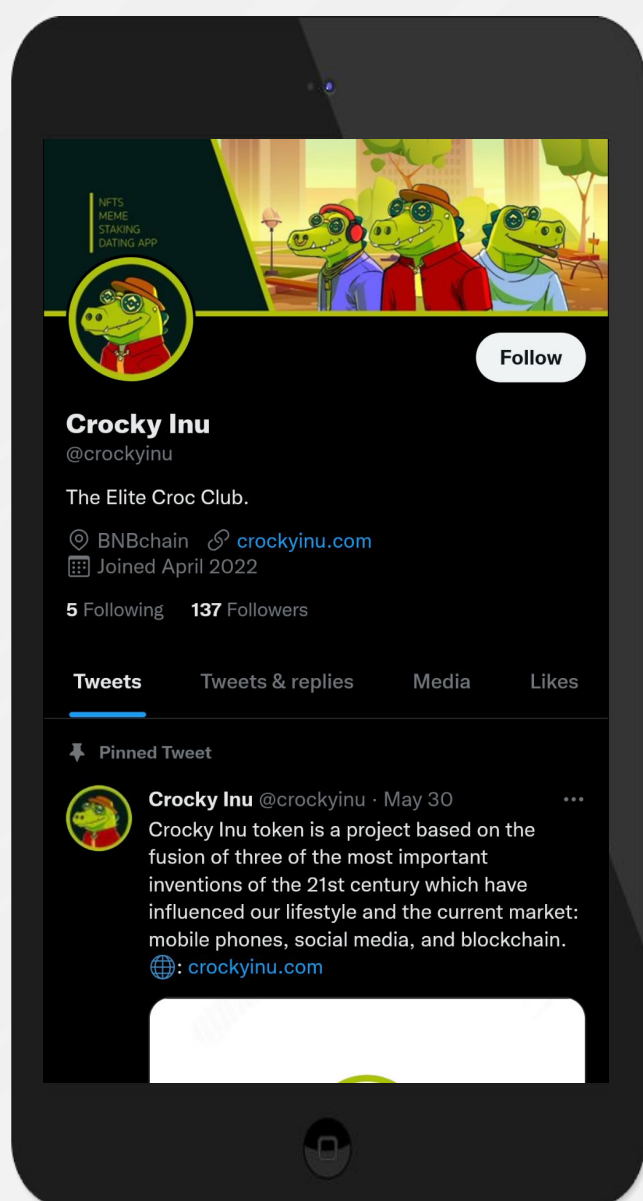 NFTS
MEME
STAKING
DATING APP
Follow
Crocky Inu
@crockyinu
The Elite Croc Club.
BNBchain crockyinu.com
Joined April 2022
5 Following 137 Followers
Tweets Tweets & replies Media Likes
Pinned Tweet
Crocky Inu @crockyinu · May 30 ...
Crocky Inu token is a project based on the
fusion of three of the most important
inventions of the 21st century which have
influenced our lifestyle and the current market:
mobile phones, social media, and blockchain.
🌐: crockyinu.com